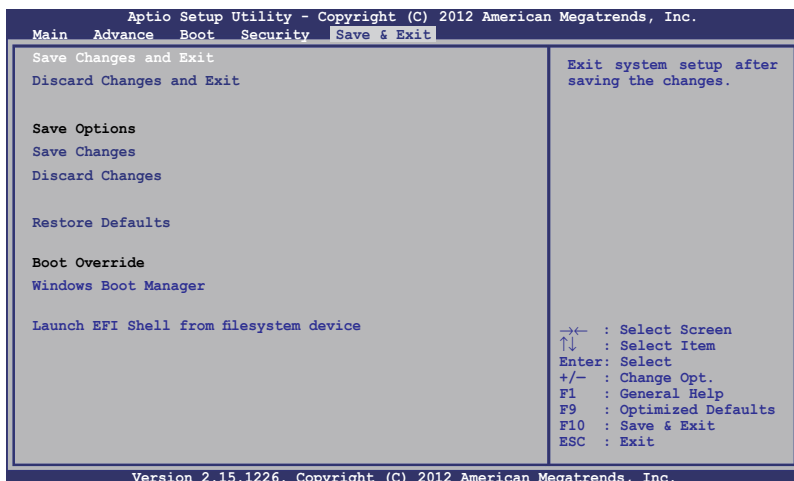 Aptio Setup Utility - Copyright (C) 2012 American Megatrends, Inc.
Main Advance Boot Security Save & Exit
Save Changes and Exit
Discard Changes and Exit
Save Options
Save Changes
Discard Changes
Restore Defaults
Boot Override
Windows Boot Manager
Launch EFI Shell from filesystem device
Exit system setup after
saving the changes.
→← : Select Screen
↑↓ : Select Item
Enter: Select
+/— : Change Opt.
F1 : General Help
F9 : Optimized Defaults
F10 : Save & Exit
ESC : Exit
Version 2.15.1226. Copyright (C) 2012 American Megatrends, Inc.